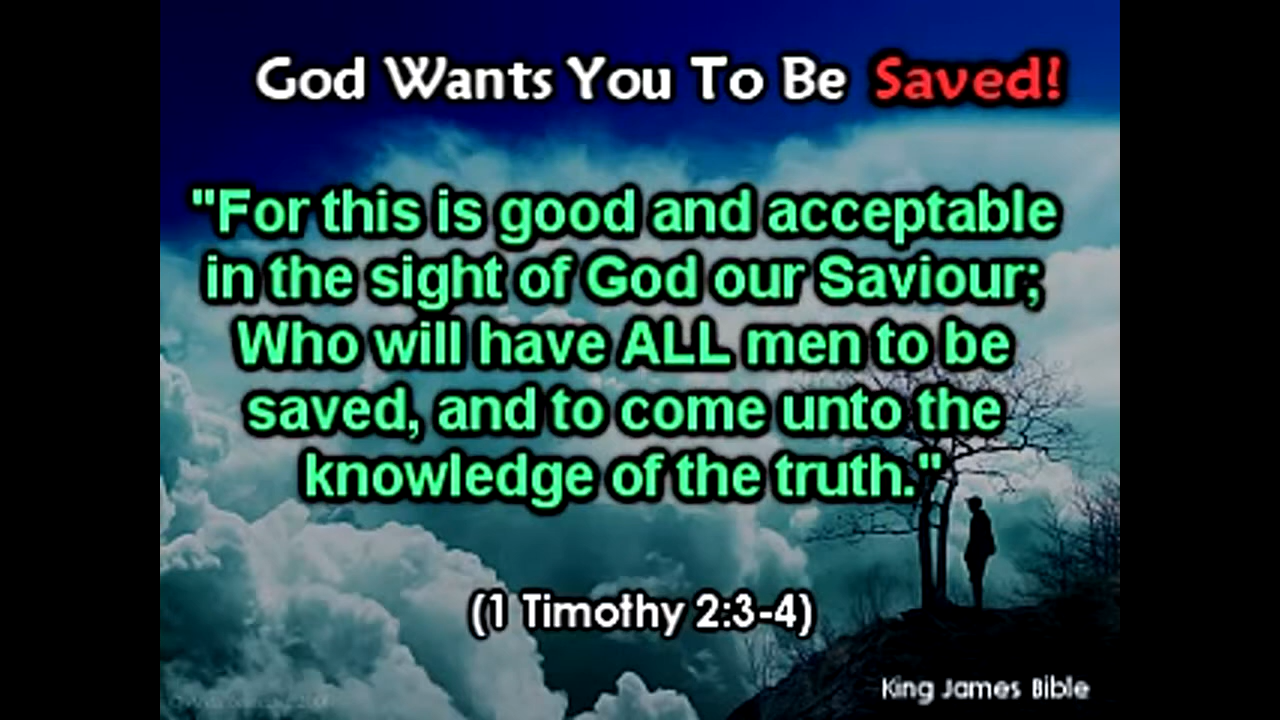 God Wants You To Be Saved!
"For this is good and acceptable
in the sight of God our Saviour;
Who will have ALL men to be
saved, and to come unto the
knowledge of the truth."
(1 Timothy 2:3-4)
King James Bible